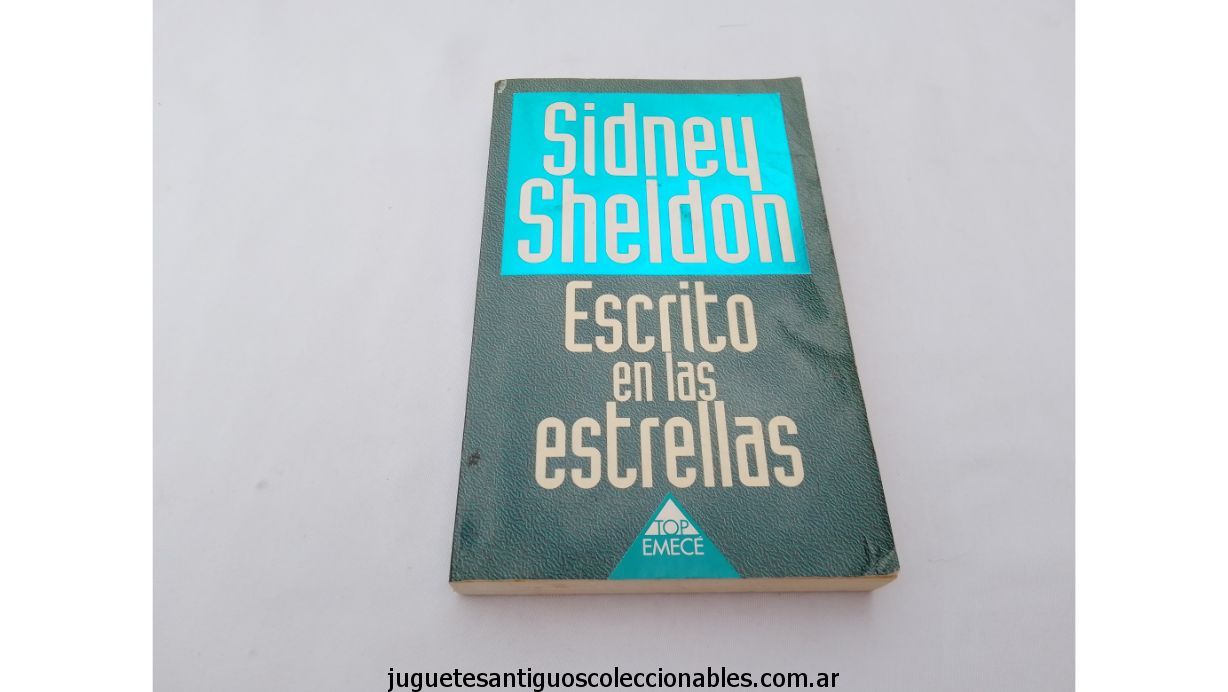 Sidney
Sheldon
Escrito
en las
estrellas
TOP
EMECÉ
juguetesantiguoscoleccionables.com.ar